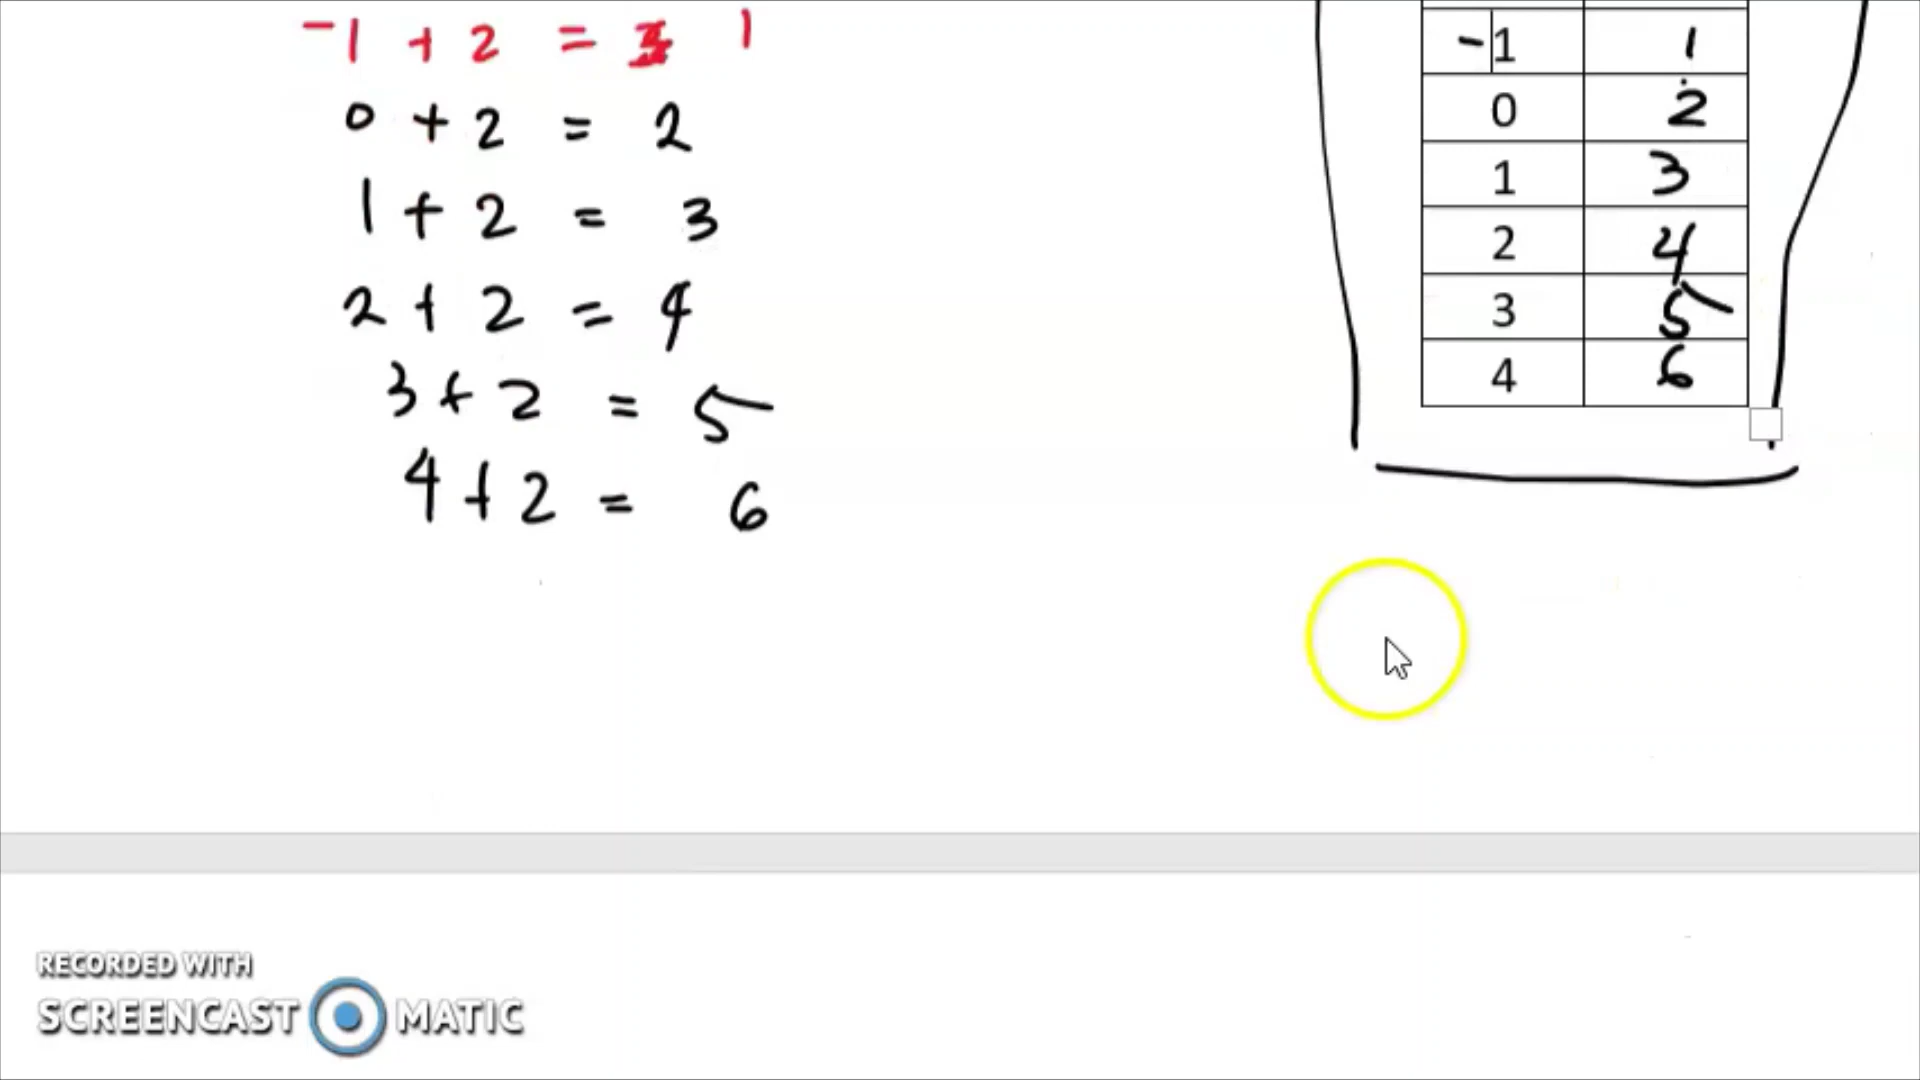 -1 + 2 = 1
0 + 2 = 2
1 + 2 = 3
2 + 2 = 4
3 + 2 = 5
4 + 2 = 6
-1 1
0 2
1 3
2 4
3 5
4 6
RECORDED WITH
SCREENCAST MATIC